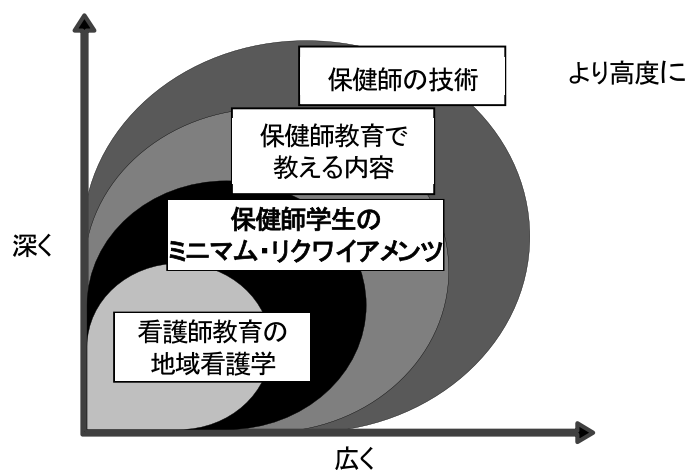 保健師の技術
より高度に
保健師教育で
教える内容
保健師学生の
ミニマム・リクワイアメンツ
深く
看護師教育の
地域看護学
広く